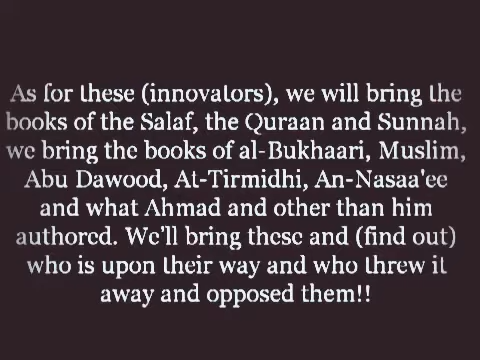 As for these (innovators), we will bring the
books of the Salaf, the Quraan and Sunnah,
we bring the books of al-Bukhaari, Muslim,
Abu Dawood, At-Tirmidhi, An-Nasaa'ee
and what Ahmad and other than him
authored. We'll bring these and (find out)
who is upon their way and who threw it
away and opposed them!!